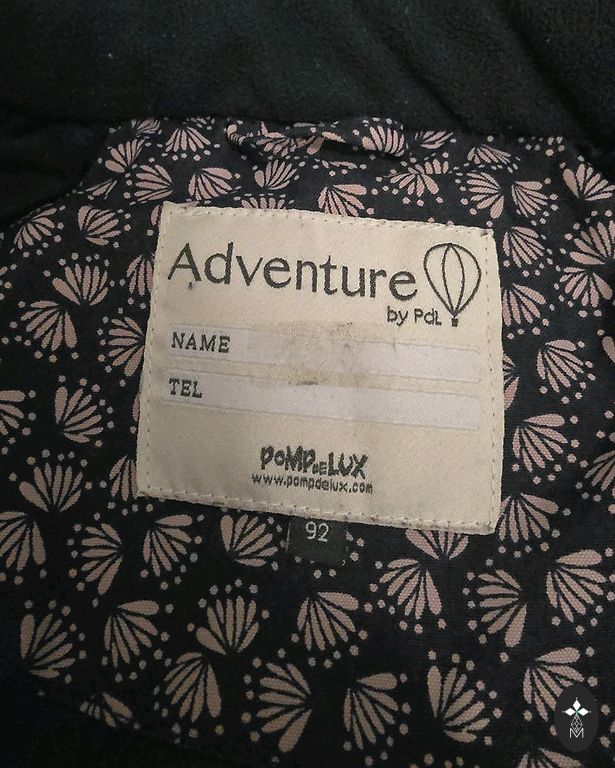 Adventure
by PdL
NAME
TEL
POMPDELUX
www.pompdelux.com
92
M